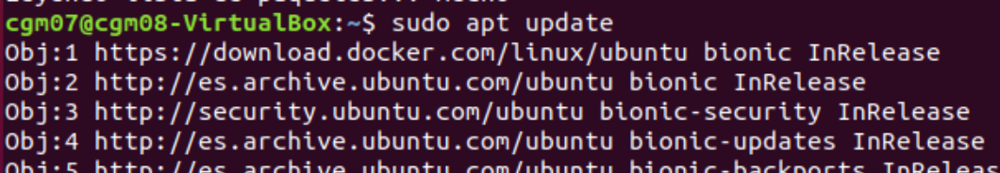 cgm07@cgm08-VirtualBox:~$ sudo apt update
Obj:1 https://download.docker.com/linux/ubuntu bionic InRelease
Obj:2 http://es.archive.ubuntu.com/ubuntu bionic InRelease
Obj:3 http://security.ubuntu.com/ubuntu bionic-security InRelease
Obj:4 http://es.archive.ubuntu.com/ubuntu bionic-updates InRelease
Obj:5 http://es.archive.ubuntu.com/ubuntu bionic-backports InReleas